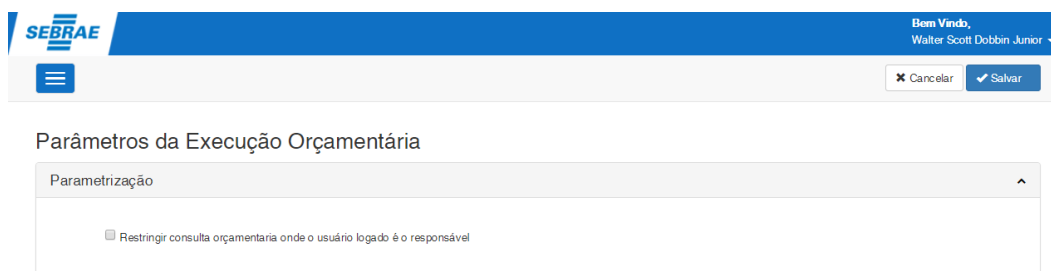 SEBRAE
Bem Vindo,
Walter Scott Dobbin Junior
Cancelar
Salvar
Parâmetros da Execução Orçamentária
Parametrização
Restringir consulta orçamentaria onde o usuário logado é o responsável